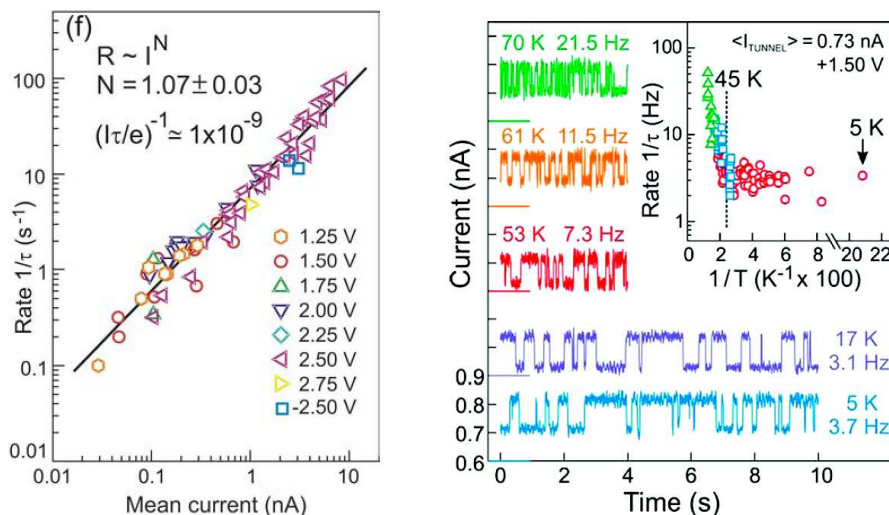 (f)
R ~ I^N
N = 1.07 ± 0.03
(Iτ/e)^-1 ≃ 1x10^-9
100
10
1
0.1
0.01
Rate 1/τ (s^-1)
1.25 V
1.50 V
1.75 V
2.00 V
2.25 V
2.50 V
2.75 V
-2.50 V
0.01
0.1
1
10
Mean current (nA)
70 K 21.5 Hz
61 K 11.5 Hz
53 K 7.3 Hz
17 K
3.1 Hz
5 K
3.7 Hz
Current (nA)
0.9
0.8
0.7
0.6
0 2 4 6 8 10
Time (s)
<I_TUNNEL> = 0.73 nA
+1.50 V
45 K
5 K
Rate 1/τ (Hz)
100
10
1
0 2 4 6 8 20 22
1/T (K^-1 x 100)